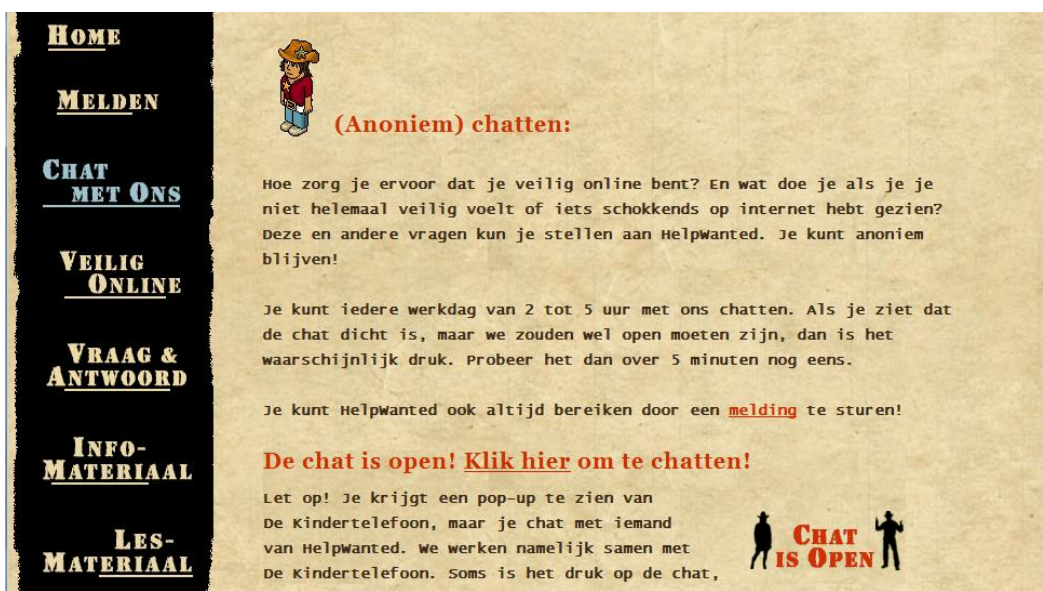 Home
Melden
Chat
met Ons
Veilig
Online
Vraag &
Antwoord
Info-
Materiaal
Les-
Materiaal
(Anoniem) chatten:
Hoe zorg je ervoor dat je veilig online bent? En wat doe je als je je
niet helemaal veilig voelt of iets schokkends op internet hebt gezien?
Deze en andere vragen kun je stellen aan HelpWanted. Je kunt anoniem
blijven!
Je kunt iedere werkdag van 2 tot 5 uur met ons chatten. Als je ziet dat
de chat dicht is, maar we zouden wel open moeten zijn, dan is het
waarschijnlijk druk. Probeer het dan over 5 minuten nog eens.
Je kunt HelpWanted ook altijd bereiken door een melding te sturen!
De chat is open! Klik hier om te chatten!
Let op! Je krijgt een pop-up te zien van
De Kindertelefoon, maar je chat met iemand
van HelpWanted. We werken namelijk samen met
De Kindertelefoon. Soms is het druk op de chat,
Chat
is Open